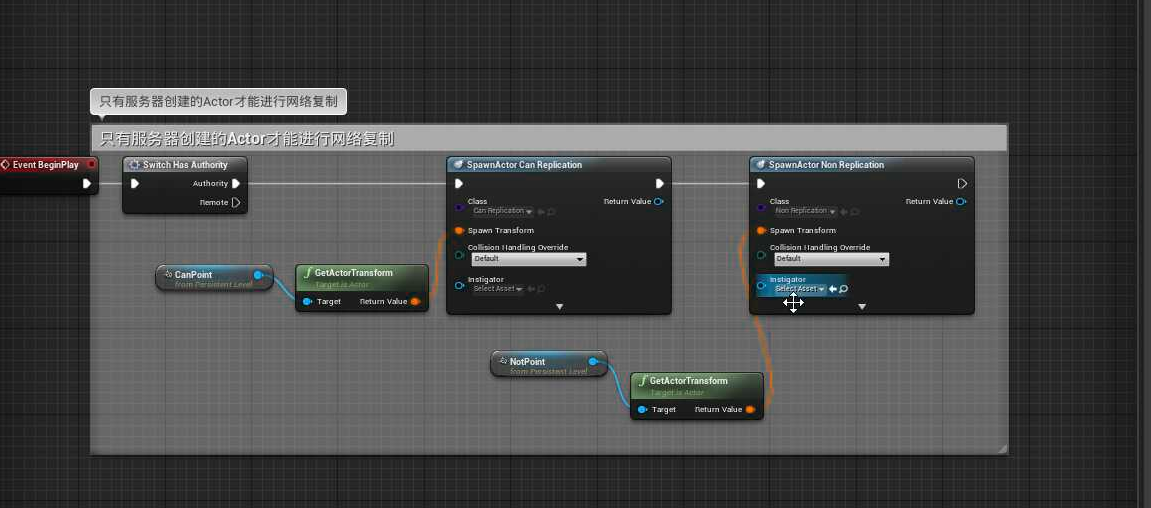 只有服务器创建的Actor才能进行网络复制
只有服务器创建的Actor才能进行网络复制
Event BeginPlay
Switch Has Authority
Authority
Remote
SpawnActor Can Replication
Class
Can Replication
Return Value
Spawn Transform
Collision Handling Override
Default
Instigator
Select Asset
SpawnActor Non Replication
Class
Non Replication
Return Value
Spawn Transform
Collision Handling Override
Default
Instigator
Select Asset
CanPoint
from Persistent Level
GetActorTransform
Target is Actor
Target
Return Value
NotPoint
from Persistent Level
GetActorTransform
Target is Actor
Target
Return Value